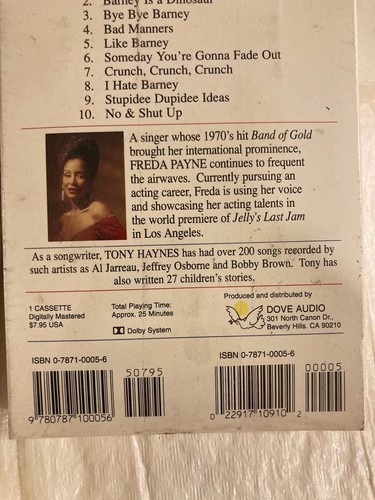 2. Barney Is a Dinosaur
3. Bye Bye Barney
4. Bad Manners
5. Like Barney
6. Someday You're Gonna Fade Out
7. Crunch, Crunch, Crunch
8. I Hate Barney
9. Stupidee Dupidee Ideas
10. No & Shut Up
A singer whose 1970's hit Band of Gold
brought her international prominence,
FREDA PAYNE continues to frequent
the airwaves. Currently pursuing an
acting career, Freda is using her voice
and showcasing her acting talents in
the world premiere of Jelly's Last Jam
in Los Angeles.
As a songwriter, TONY HAYNES has had over 200 songs reeorded by
such artists as Al Jarreau, Jeffrey Osborne and Bobby Brown. Tony has
also written 27 children's stories.
1 CASSETTE
Digitally Mastered
$7.95 USA
Total Playing Time:
Approx. 25 Minutes
Dolby System
Produced and distributed by
DOVE AUDIO
301 North Canon Dr.,
Beverly Hills. CA 90210
ISBN 0-7871-0005-6
50795
9 780787 100056
ISBN 0-7871-0005-6
00005
0 22917 10910 2